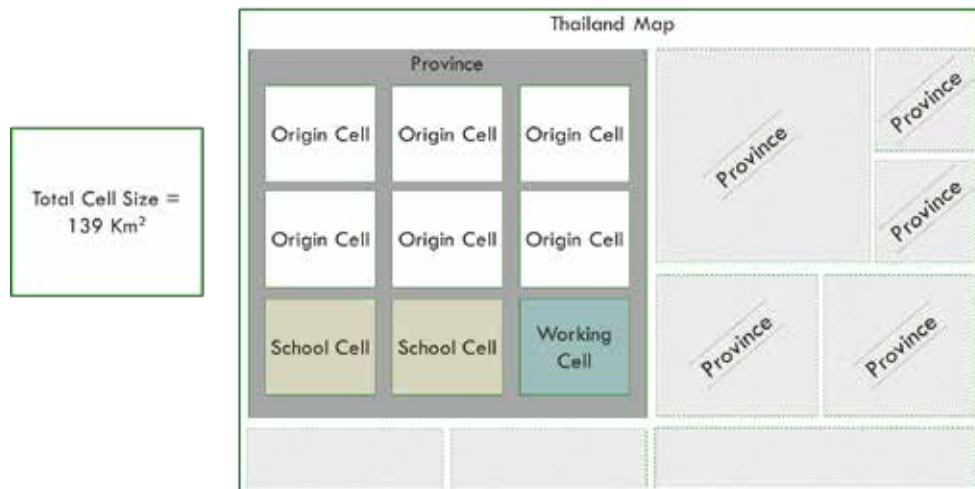 Thailand Map
Province
Origin Cell Origin Cell Origin Cell
Origin Cell Origin Cell Origin Cell
School Cell School Cell Working
Cell
Total Cell Size =
139 Km²
Province
Province
Province
Province
Province